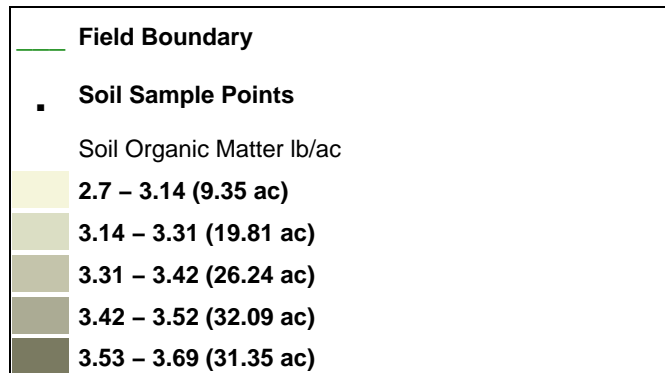 Field Boundary
Soil Sample Points
Soil Organic Matter lb/ac
2.7 – 3.14 (9.35 ac)
3.14 – 3.31 (19.81 ac)
3.31 – 3.42 (26.24 ac)
3.42 – 3.52 (32.09 ac)
3.53 – 3.69 (31.35 ac)